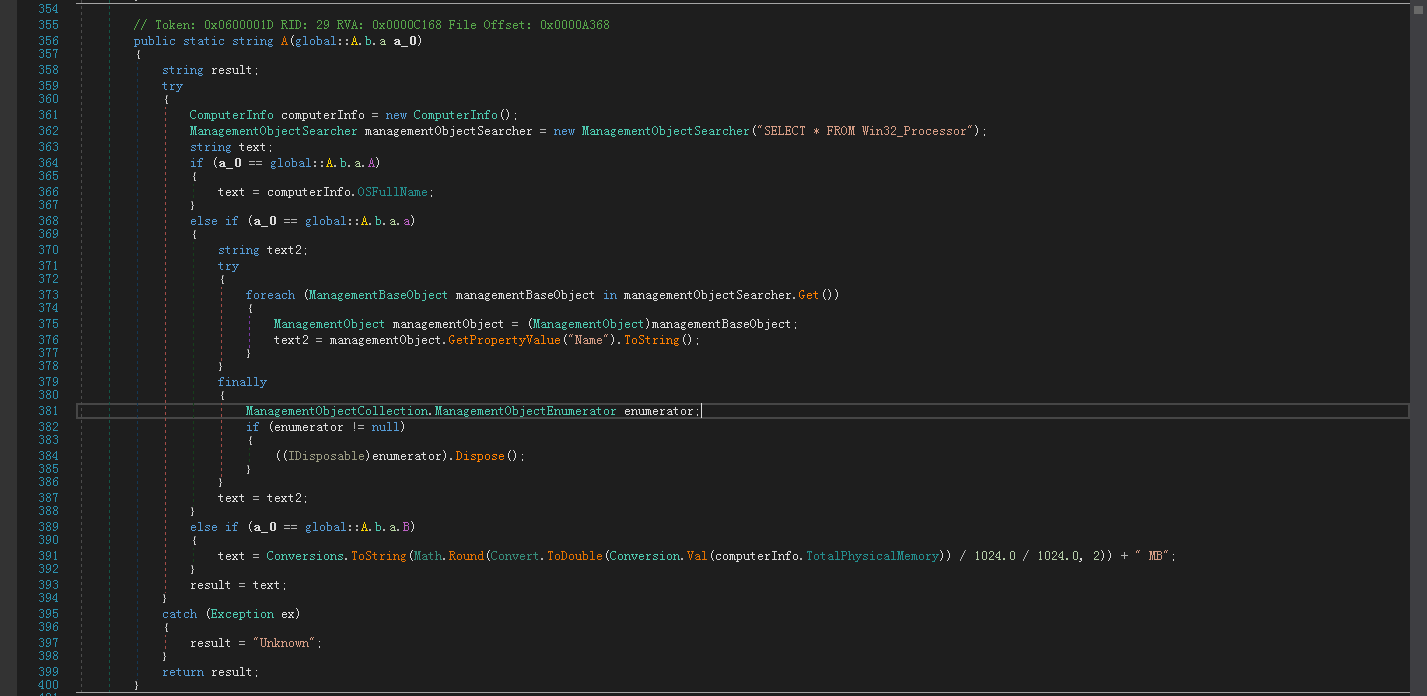 354
355 // Token: 0x0600001D RID: 29 RVA: 0x0000C168 File Offset: 0x0000A368
356 public static string A(global::A.b.a a_0)
357 {
358 string result;
359 try
360 {
361 ComputerInfo computerInfo = new ComputerInfo();
362 ManagementObjectSearcher managementObjectSearcher = new ManagementObjectSearcher("SELECT * FROM Win32_Processor");
363 string text;
364 if (a_0 == global::A.b.a.A)
365 {
366 text = computerInfo.OSFullName;
367 }
368 else if (a_0 == global::A.b.a.a)
369 {
370 string text2;
371 try
372 {
373 foreach (ManagementBaseObject managementBaseObject in managementObjectSearcher.Get())
374 {
375 ManagementObject managementObject = (ManagementObject)managementBaseObject;
376 text2 = managementObject.GetPropertyValue("Name").ToString();
377 }
378 }
379 finally
380 {
381 ManagementObjectCollection.ManagementObjectEnumerator enumerator;
382 if (enumerator != null)
383 {
384 ((IDisposable)enumerator).Dispose();
385 }
386 }
387 text = text2;
388 }
389 else if (a_0 == global::A.b.a.B)
390 {
391 text = Conversions.ToString(Math.Round(Convert.ToDouble(Conversion.Val(computerInfo.TotalPhysicalMemory)) / 1024.0 / 1024.0, 2)) + " MB";
392 }
393 result = text;
394 }
395 catch (Exception ex)
396 {
397 result = "Unknown";
398 }
399 return result;
400 }